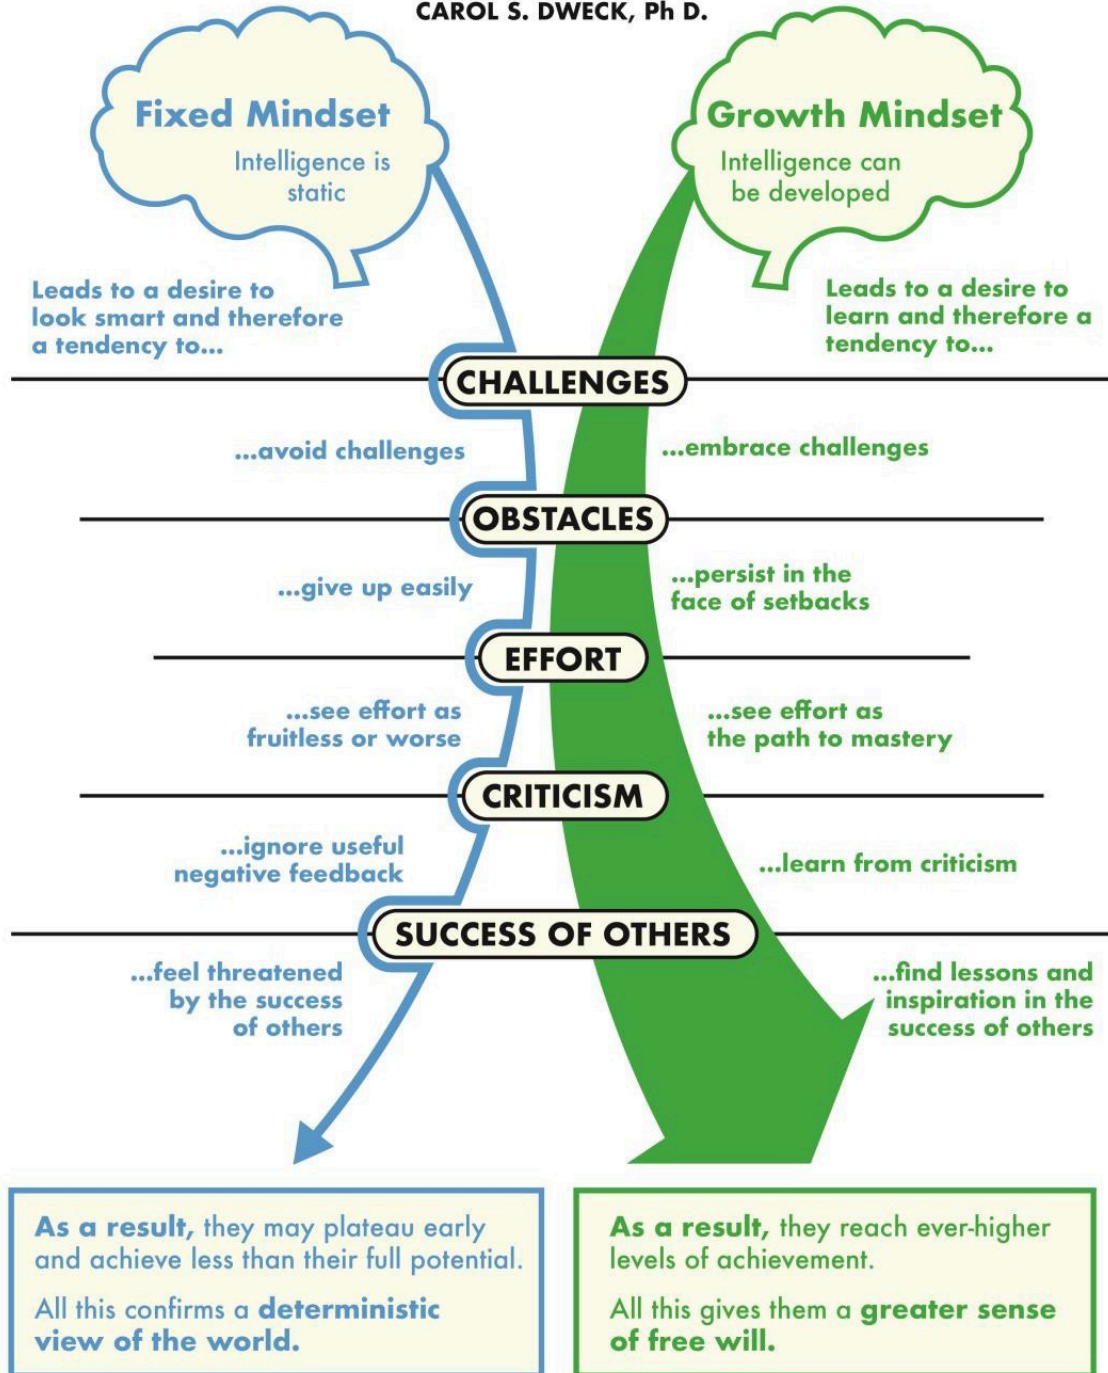 CAROL S. DWECK, Ph D.
Fixed Mindset
Intelligence is
static
Growth Mindset
Intelligence can
be developed
Leads to a desire to
look smart and therefore
a tendency to...
Leads to a desire to
learn and therefore a
tendency to...
CHALLENGES
...avoid challenges
...embrace challenges
OBSTACLES
...give up easily
...persist in the
face of setbacks
EFFORT
...see effort as
fruitless or worse
...see effort as
the path to mastery
CRITICISM
...ignore useful
negative feedback
...learn from criticism
SUCCESS OF OTHERS
...feel threatened
by the success
of others
...find lessons and
inspiration in the
success of others
As a result, they may plateau early
and achieve less than their full potential.
All this confirms a deterministic
view of the world.
As a result, they reach ever-higher
levels of achievement.
All this gives them a greater sense
of free will.